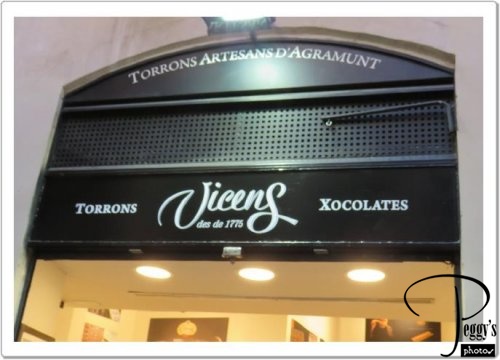 TORRONS ARTESANS D'AGRAMUNT
TORRONS Vicens XOCOLATES
des de 1775
Peggy's
photos